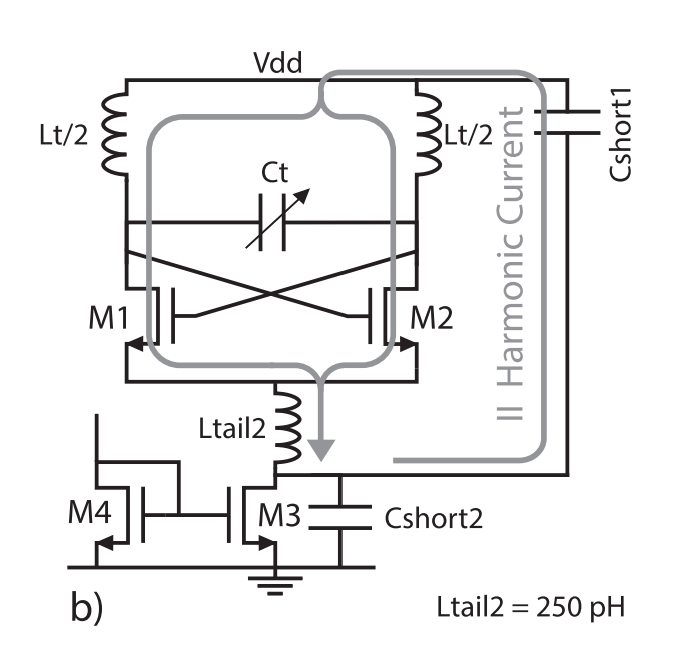 Vdd
Lt/2
Lt/2
Cshort1
Ct
II Harmonic Current
M1
M2
Ltail2
M4
M3
Cshort2
b)
Ltail2 = 250 pH